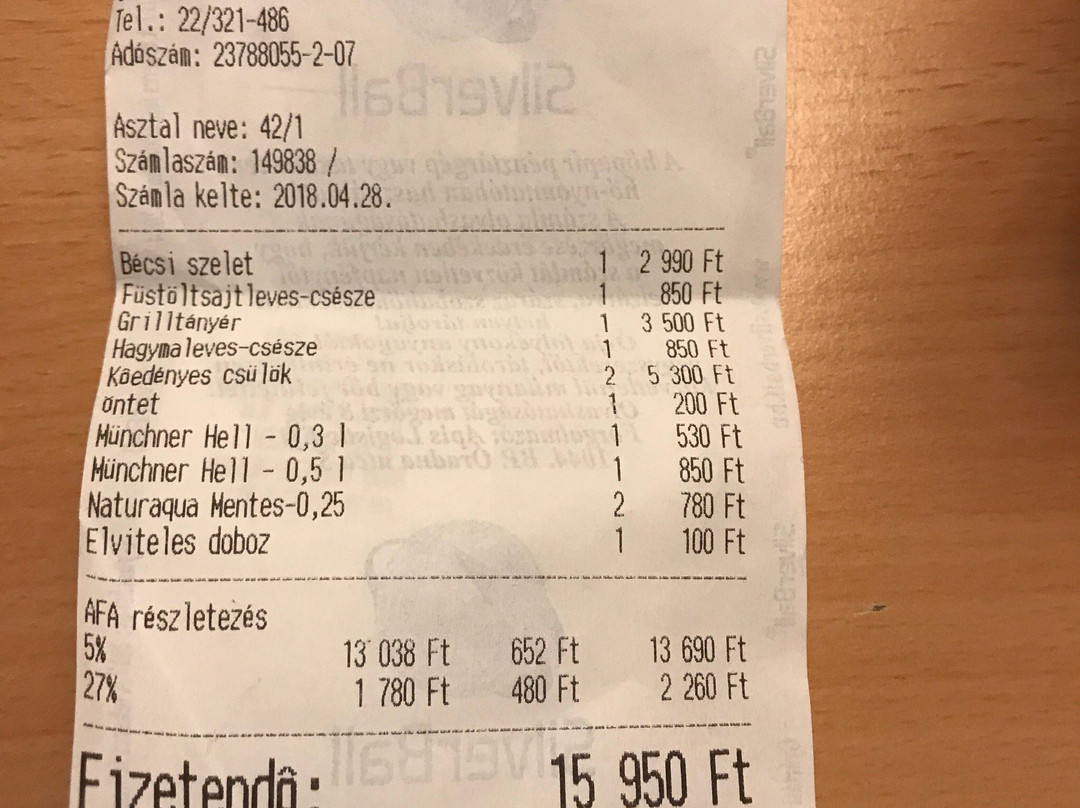 Tel.: 22/321-486
Adószám: 23788055-2-07
Asztal neve: 42/1
Számlaszám: 149838 /
Számla kelte: 2018.04.28.
Bécsi szelet 1 2 990 Ft
Füstöltsajtleves-csésze 1 850 Ft
Grilltányér 1 3 500 Ft
Hagymaleves-csésze 1 850 Ft
Kõedényes csülök 2 5 300 Ft
öntet 1 200 Ft
Münchner Hell - 0,3 l 1 530 Ft
Münchner Hell - 0,5 l 1 850 Ft
Naturaqua Mentes-0,25 2 780 Ft
Elviteles doboz 1 100 Ft
ÁFA részletezés
5% 13 038 Ft 652 Ft 13 690 Ft
27% 1 780 Ft 480 Ft 2 260 Ft
Fizetendõ: 15 950 Ft
SilverBall
SilverBall